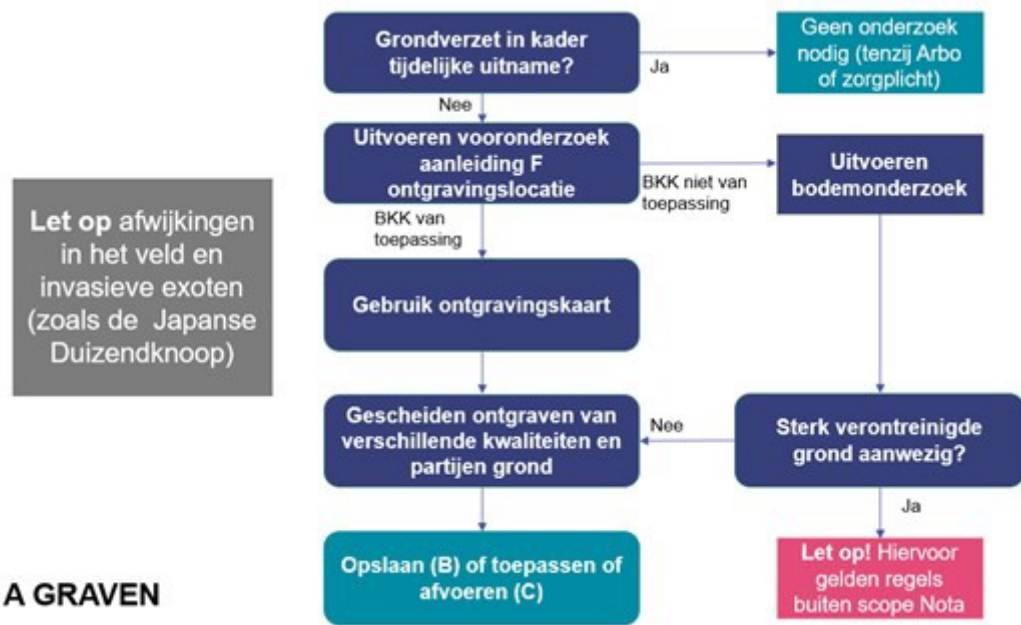 Grondverzet in kader
tijdelijke uitname?
Ja
Geen onderzoek
nodig (tenzij Arbo
of zorgplicht)
Nee
Uitvoeren vooronderzoek
aanleiding F
ontgravingslocatie
BKK niet van
toepassing
Uitvoeren
bodemonderzoek
Let op afwijkingen
in het veld en
invasieve exoten
(zoals de Japanse
Duizendknoop)
BKK van
toepassing
Gebruik ontgravingskaart
Gescheiden ontgraven van
verschillende kwaliteiten en
partijen grond
Nee
Sterk verontreinigde
grond aanwezig?
Ja
Opslaan (B) of toepassen of
afvoeren (C)
Let op! Hiervoor
gelden regels
buiten scope Nota
A GRAVEN